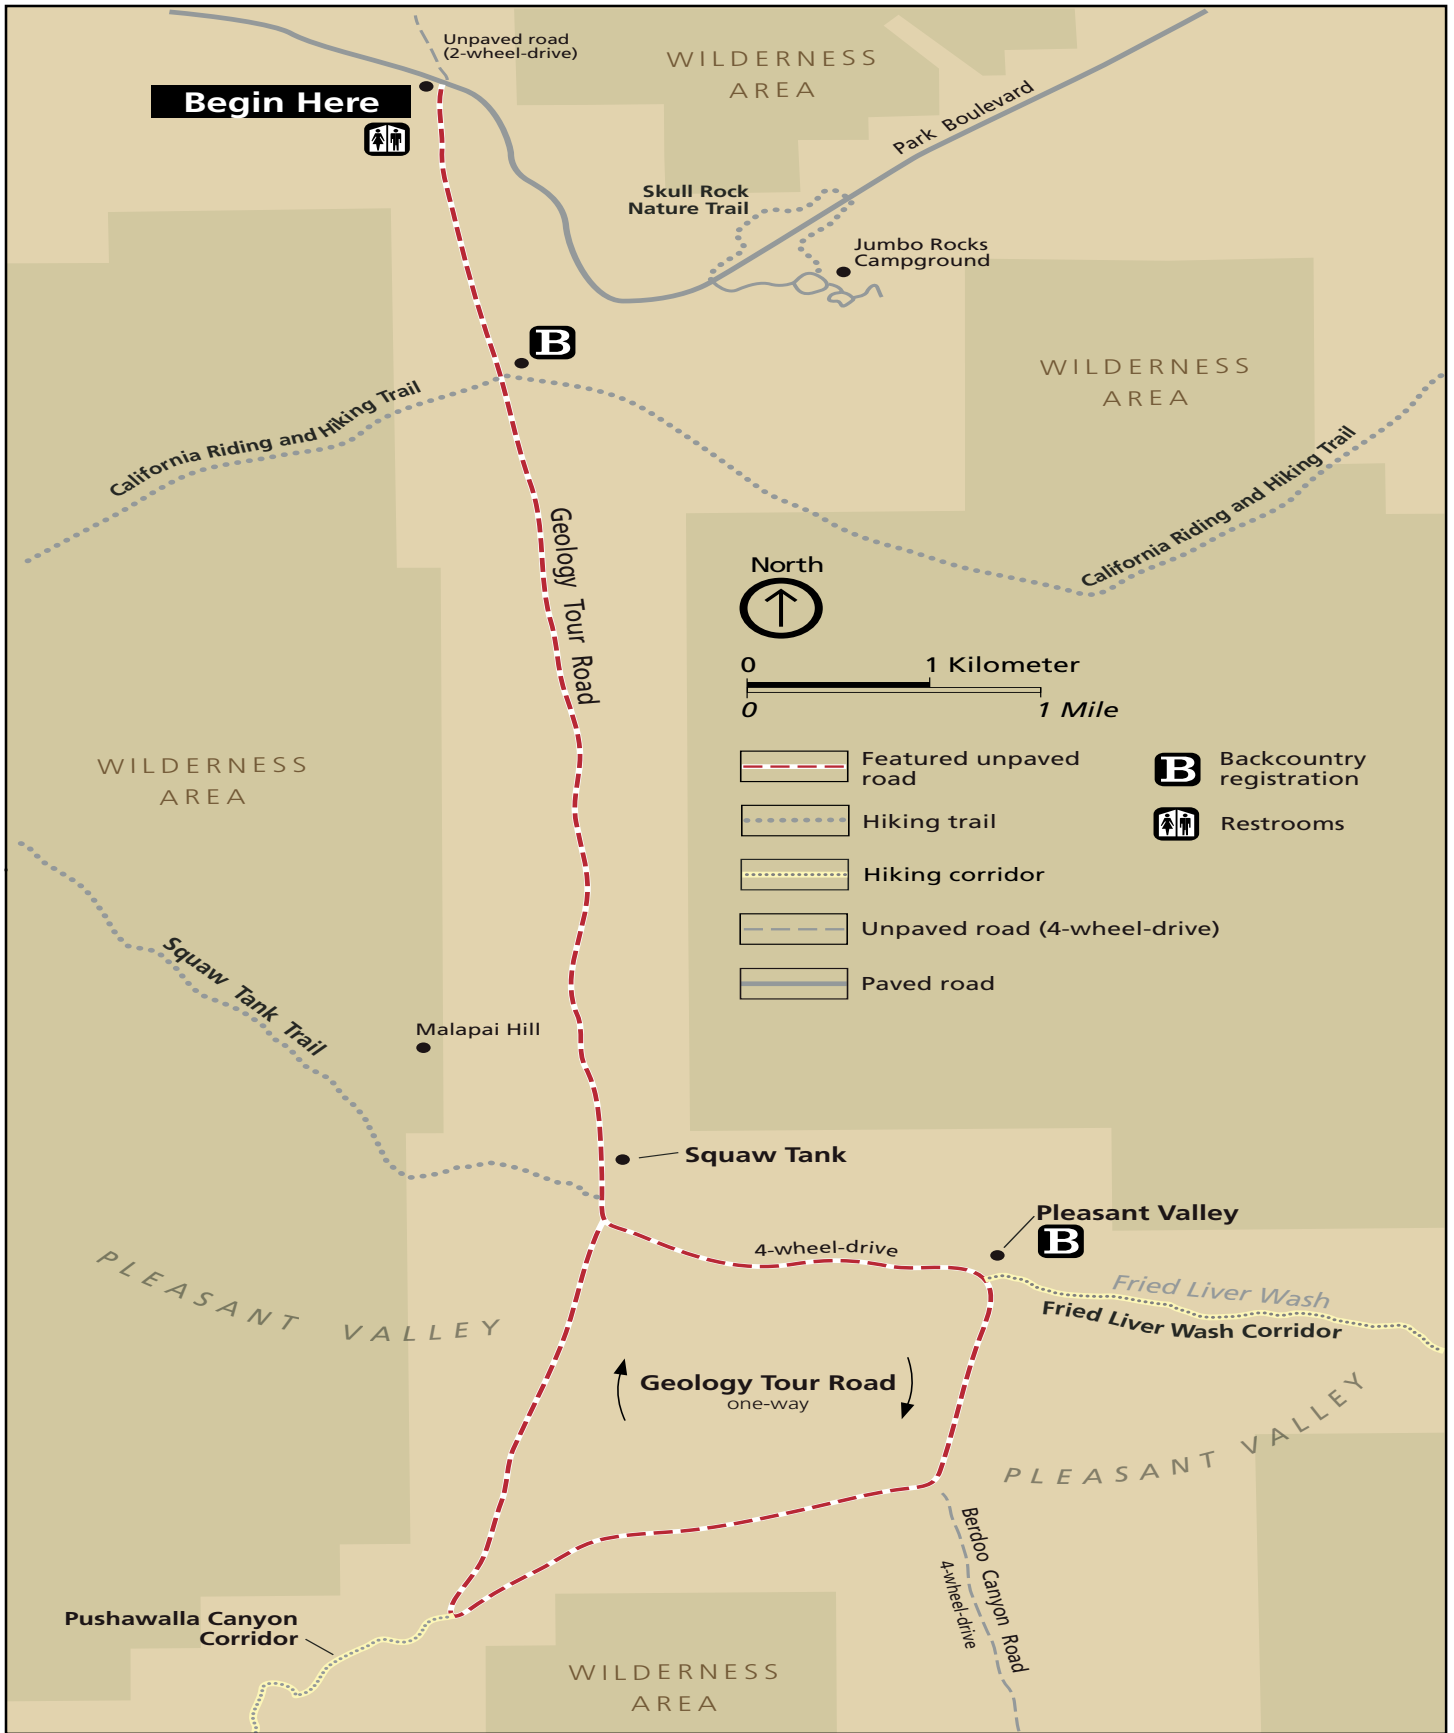 Unpaved road
(2-wheel-drive)
WILDERNESS
AREA
Begin Here
Park Boulevard
Skull Rock
Nature Trail
Jumbo Rocks
Campground
B
WILDERNESS
AREA
California Riding and Hiking Trail
California Riding and Hiking Trail
Geology Tour Road
North
0 1 Kilometer
0 1 Mile
WILDERNESS
AREA
Featured unpaved
road
B
Backcountry
registration
Hiking trail
Restrooms
Hiking corridor
Unpaved road (4-wheel-drive)
Paved road
Squaw Tank Trail
Malapai Hill
Squaw Tank
Pleasant Valley
B
4-wheel-drive
PLEASANT VALLEY
Fried Liver Wash
Fried Liver Wash Corridor
Geology Tour Road
one-way
PLEASANT VALLEY
Berdoo Canyon Road
4-wheel-drive
Pushawalla Canyon
Corridor
WILDERNESS
AREA